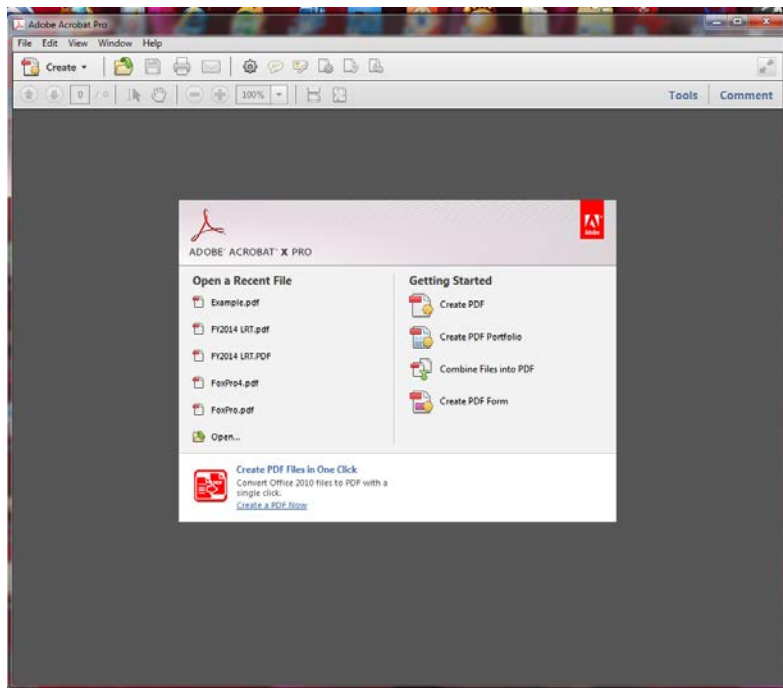 Adobe Acrobat Pro
File Edit View Window Help
Create
0 / 0 100% Tools Comment
Adobe
ADOBE® ACROBAT® X PRO
Open a Recent File
Example.pdf
FY2014 LRT.pdf
FY2014 LRT.PDF
FoxPro4.pdf
FoxPro.pdf
Open...
Getting Started
Create PDF
Create PDF Portfolio
Combine Files into PDF
Create PDF Form
Create PDF Files in One Click
Convert Office 2010 files to PDF with a
single click.
Create a PDF Now